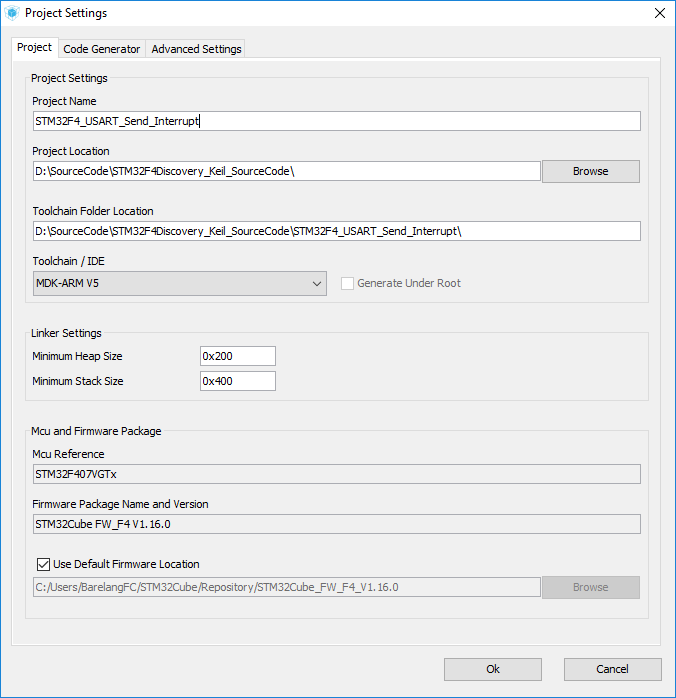 Project Settings
Project Code Generator Advanced Settings
Project Settings
Project Name
STM32F4_USART_Send_Interrupt
Project Location
D:\SourceCode\STM32F4Discovery_Keil_SourceCode\ Browse
Toolchain Folder Location
D:\SourceCode\STM32F4Discovery_Keil_SourceCode\STM32F4_USART_Send_Interrupt\
Toolchain / IDE
MDK-ARM V5 Generate Under Root
Linker Settings
Minimum Heap Size 0x200
Minimum Stack Size 0x400
Mcu and Firmware Package
Mcu Reference
STM32F407VGTx
Firmware Package Name and Version
STM32Cube FW_F4 V1.16.0
Use Default Firmware Location
C:/Users/BarelangFC/STM32Cube/Repository/STM32Cube_FW_F4_V1.16.0 Browse
Ok Cancel